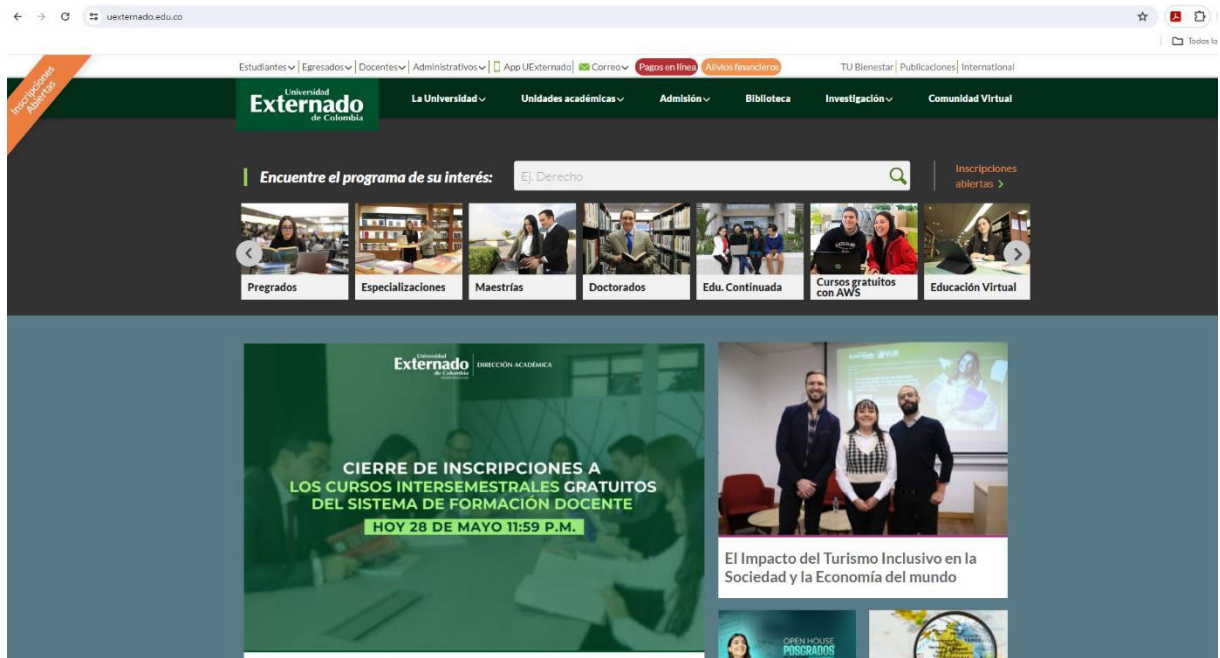 uexternado.edu.co
Todos lo
Inscripciones
Abiertas
Estudiantes | Egresados | Docentes | Administrativos | App UExternado | Correo Pagos en línea Alivios financieros TU Bienestar | Publicaciones | International
Universidad
Externado
de Colombia
La Universidad Unidades académicas Admisión Biblioteca Investigación Comunidad Virtual
Encuentre el programa de su interés: Ej. Derecho
Inscripciones
abiertas >
Pregrados Especializaciones Maestrías Doctorados Edu. Continuada
Cursos gratuitos
con AWS
Educación Virtual
Universidad
Externado
de Colombia
DIRECCIÓN ACADÉMICA
CIERRE DE INSCRIPCIONES A
LOS CURSOS INTERSEMESTRALES GRATUITOS
DEL SISTEMA DE FORMACIÓN DOCENTE
HOY 28 DE MAYO 11:59 P.M.
El Impacto del Turismo Inclusivo en la
Sociedad y la Economía del mundo
OPEN HOUSE
POSGRADOS